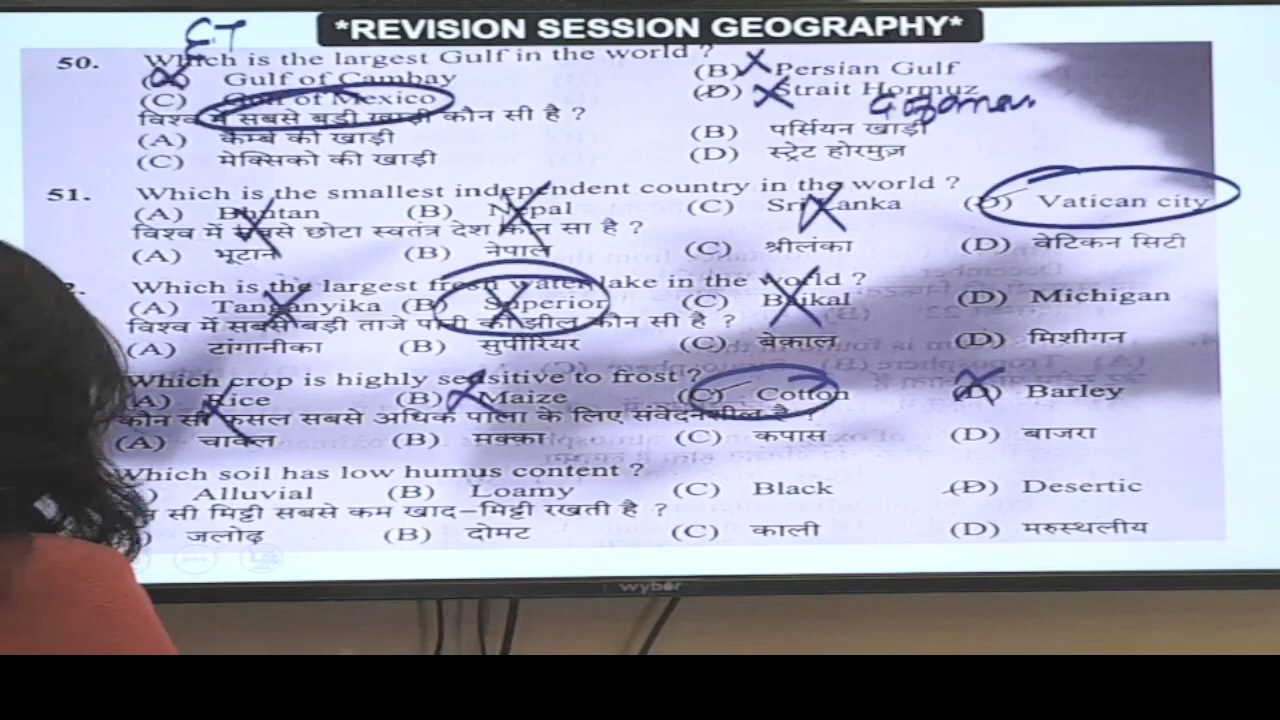 *REVISION SESSION GEOGRAPHY*
50. Which is the largest Gulf in the world ?
Gulf of Cambay (B) Persian Gulf
(C) Gulf of Mexico (D) Strait Hormuz
विश्व में सबसे बड़ी खाड़ी कौन सी है ?
(A) केम्बे की खाड़ी (B) पर्सियन खाड़ी
(C) मेक्सिको की खाड़ी (D) स्ट्रेट होरमुज़
51. Which is the smallest independent country in the world ?
(A) Bhutan (B) Nepal (C) Sri Lanka (D) Vatican city
विश्व में सबसे छोटा स्वतंत्र देश कौन सा है ?
(A) भूटान (B) नेपाल (C) श्रीलंका (D) वेटिकन सिटी
Which is the largest fresh water lake in the world ?
(A) Tanganyika (B) Superior (C) Baikal (D) Michigan
विश्व में सबसे बड़ी ताजे पानी की झील कौन सी है ?
(A) टांगानीका (B) सुपीरियर (C) बेकाल (D) मिशीगन
Which crop is highly sensitive to frost ?
(A) Rice (B) Maize (C) Cotton (D) Barley
कौन सी फसल सबसे अधिक पाला के लिए संवेदनशील है
(A) चावल (B) मक्का (C) कपास (D) बाजरा
Which soil has low humus content ?
Alluvial (B) Loamy (C) Black (D) Desertic
सी मिट्टी सबसे कम खाद-मिट्टी रखती है ?
जलोढ़ (B) दोमट (C) काली (D) मरुस्थलीय
wybor